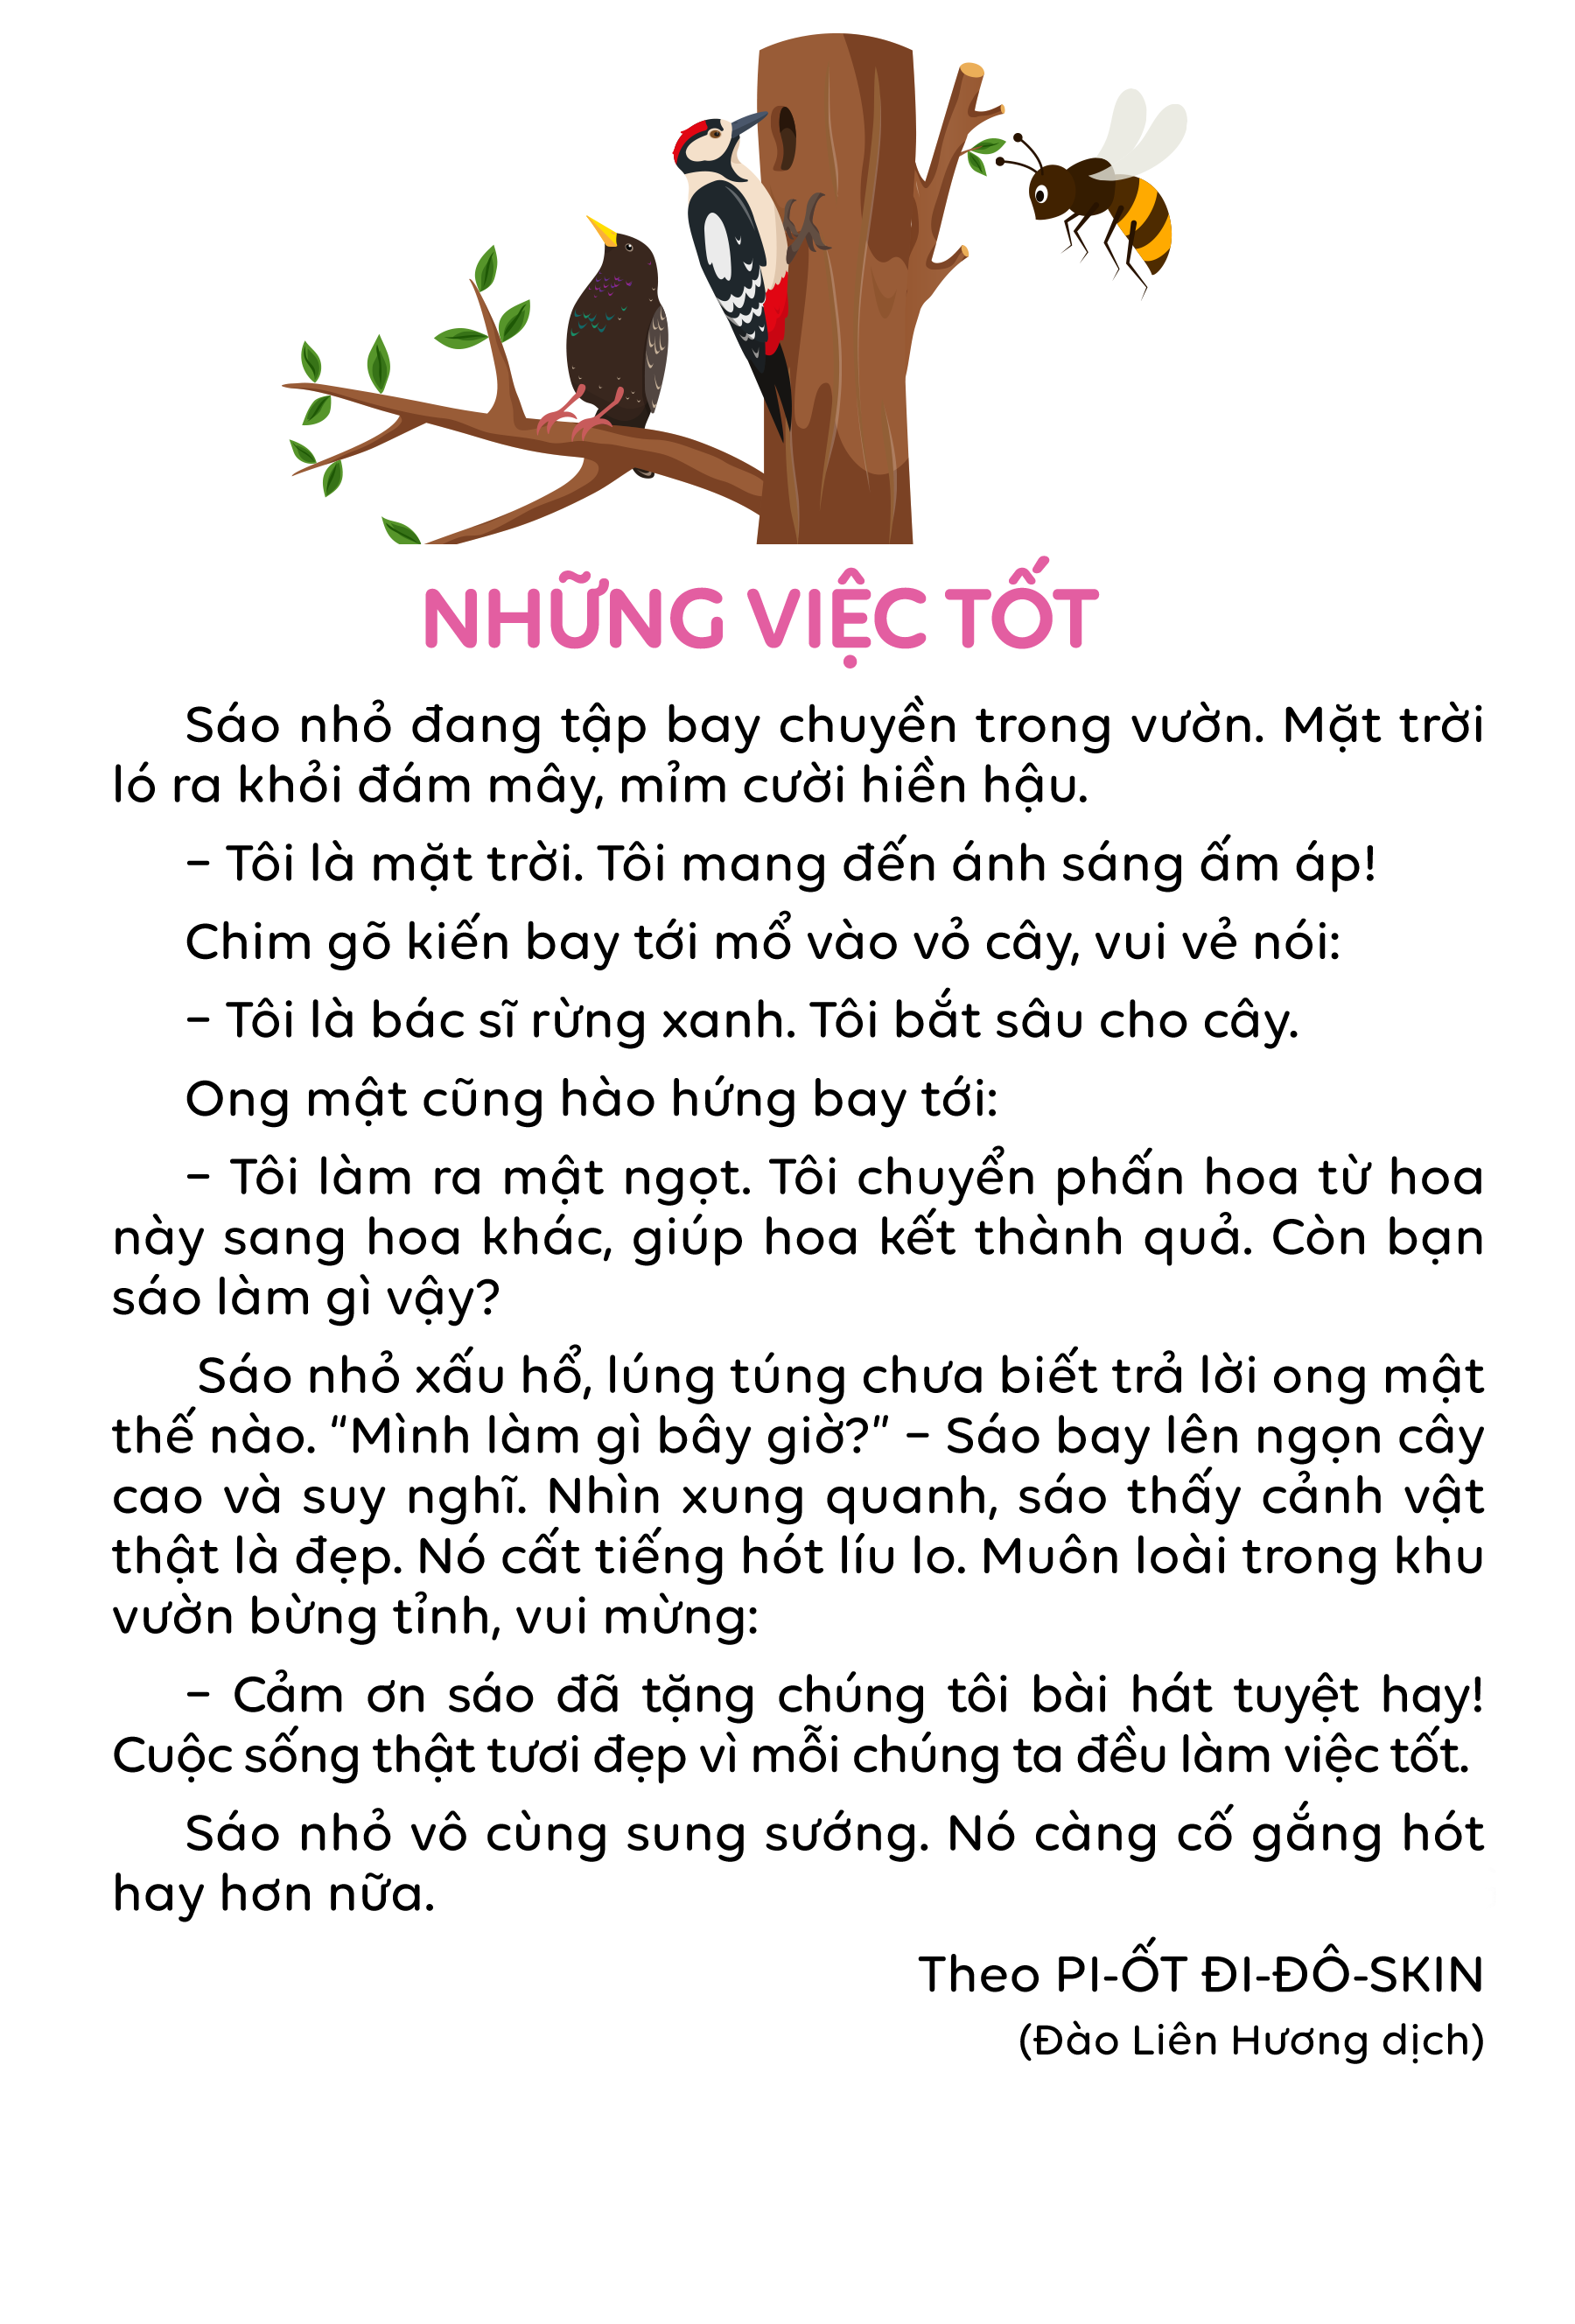 NHỮNG VIỆC TỐT
Sáo nhỏ đang tập bay chuyền trong vườn. Mặt trời
ló ra khỏi đám mây, mỉm cười hiền hậu.
– Tôi là mặt trời. Tôi mang đến ánh sáng ấm áp!
Chim gõ kiến bay tới mổ vào vỏ cây, vui vẻ nói:
– Tôi là bác sĩ rừng xanh. Tôi bắt sâu cho cây.
Ong mật cũng hào hứng bay tới:
– Tôi làm ra mật ngọt. Tôi chuyển phấn hoa từ hoa
này sang hoa khác, giúp hoa kết thành quả. Còn bạn
sáo làm gì vậy?
Sáo nhỏ xấu hổ, lúng túng chưa biết trả lời ong mật
thế nào. “Mình làm gì bây giờ?” – Sáo bay lên ngọn cây
cao và suy nghĩ. Nhìn xung quanh, sáo thấy cảnh vật
thật là đẹp. Nó cất tiếng hót líu lo. Muôn loài trong khu
vườn bừng tỉnh, vui mừng:
– Cảm ơn sáo đã tặng chúng tôi bài hát tuyệt hay!
Cuộc sống thật tươi đẹp vì mỗi chúng ta đều làm việc tốt.
Sáo nhỏ vô cùng sung sướng. Nó càng cố gắng hót
hay hơn nữa.
Theo PI-ỐT ĐI-ĐÔ-SKIN
(Đào Liên Hương dịch)